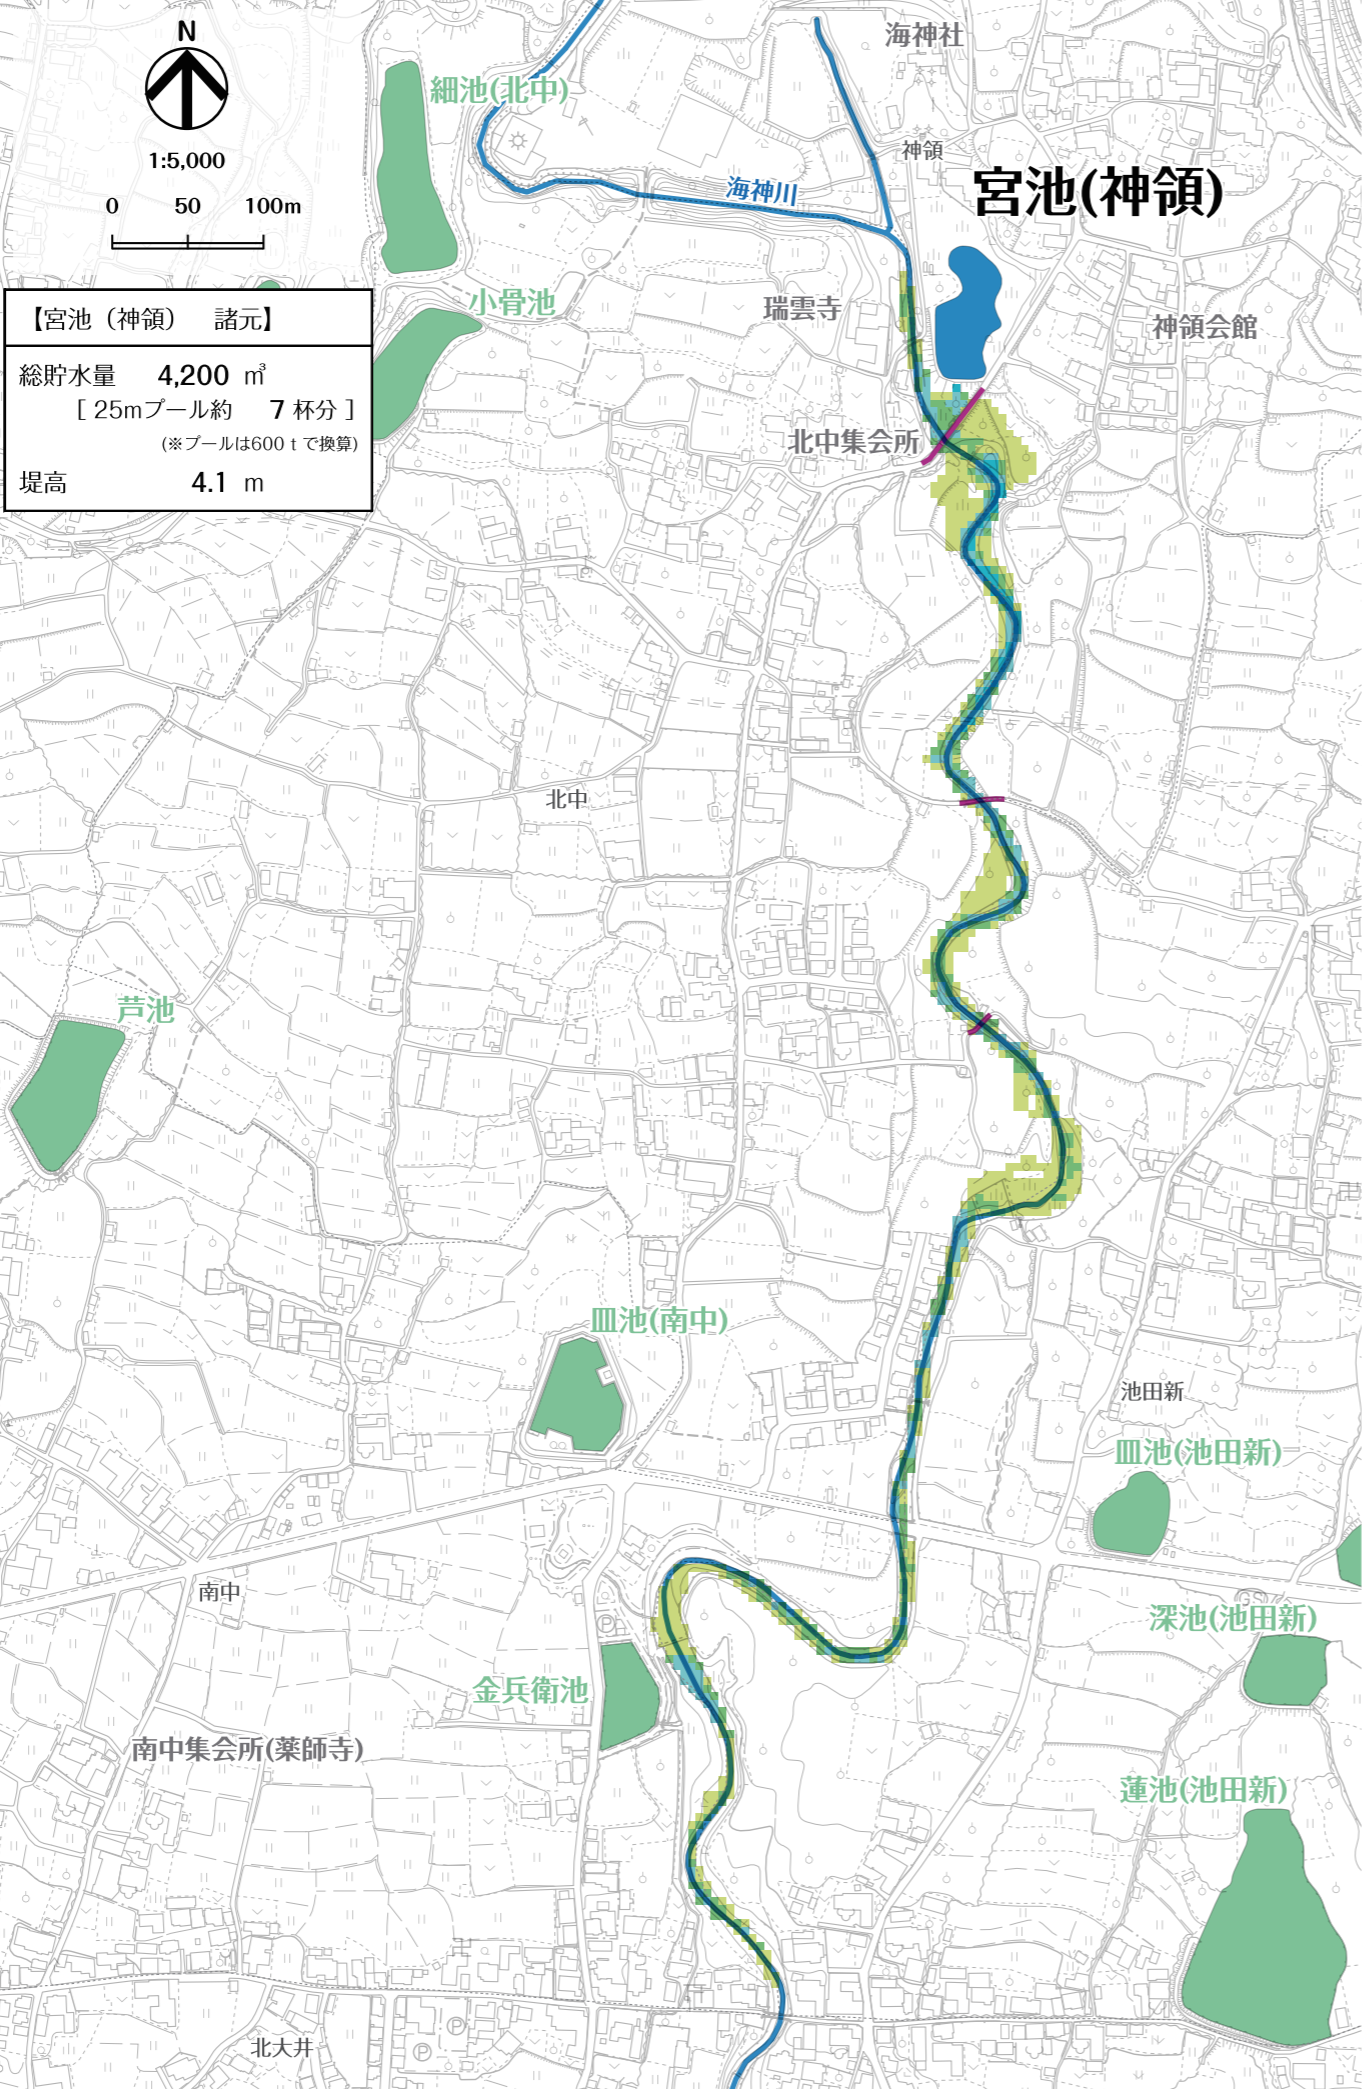 N
1:5,000
0 50 100m
海神社
細池(北中)
神領
宮池(神領)
海神川
小骨池
瑞雲寺
神領会館
【宮池（神領）　諸元】
総貯水量 4,200 ㎥
［ 25mプール約 7 杯分 ］
(※プールは600 t で換算)
堤高 4.1 m
北中集会所
北中
芦池
皿池(南中)
池田新
皿池(池田新)
南中
深池(池田新)
金兵衛池
南中集会所(薬師寺)
蓮池(池田新)
北大井
P
P
P